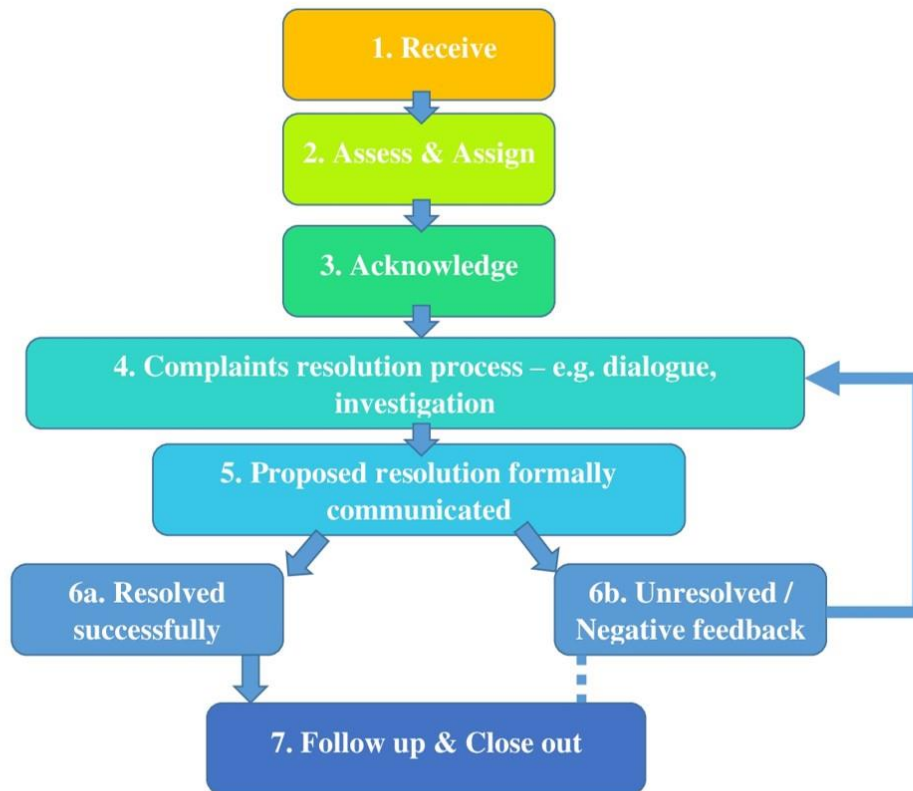 1. Receive
2. Assess & Assign
3. Acknowledge
4. Complaints resolution process – e.g. dialogue,
investigation
5. Proposed resolution formally
communicated
6a. Resolved
successfully
6b. Unresolved /
Negative feedback
7. Follow up & Close out